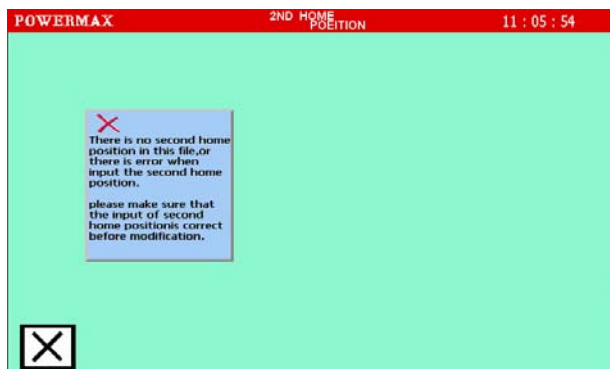 POWERMAX
2ND HOME
POEITION
11 : 05 : 54
There is no second home
position in this file,or
there is error when
input the second home
position.
please make sure that
the input of second
home positionis correct
before modification.